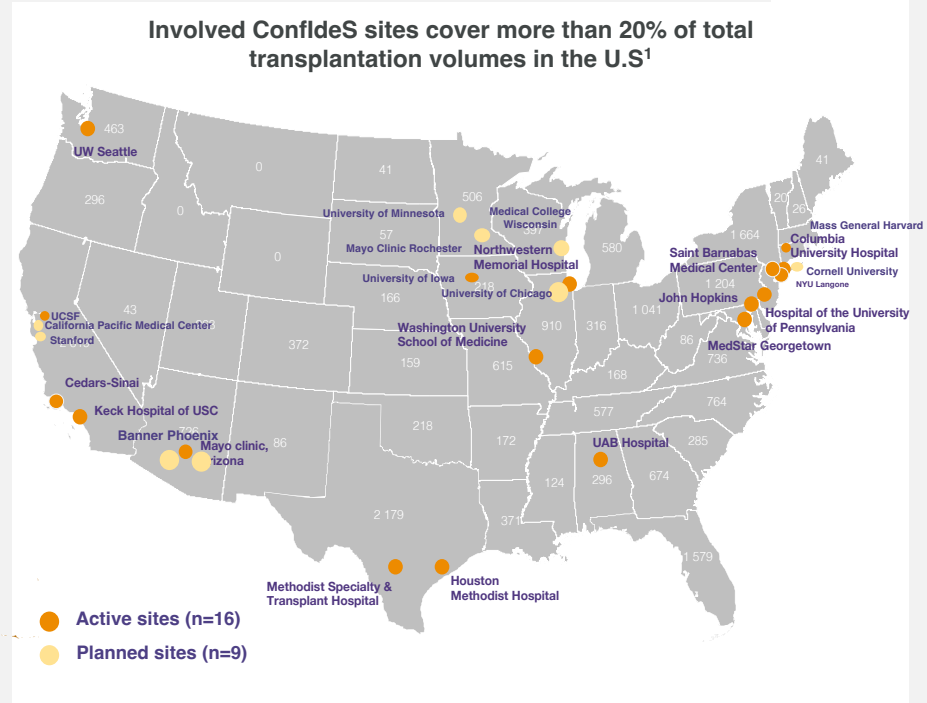 Involved ConfIdeS sites cover more than 20% of total
transplantation volumes in the U.S1
463
UW Seattle
296
0
0
41
506
41
20
26
University of Minnesota
Medical College
Wisconsin
57
Mayo Clinic Rochester
Northwestern
Memorial Hospital
580
1 664
Mass General Harvard
Columbia
University Hospital
Saint Barnabas
Medical Center
Cornell University
NYU Langone
0
University of Iowa
218
University of Chicago
1 204
John Hopkins
Hospital of the University
of Pennsylvania
MedStar Georgetown
43
UCSF
California Pacific Medical Center
Stanford
166
372
159
Washington University
School of Medicine
910
316
1 041
86
736
615
168
Cedars-Sinai
Keck Hospital of USC
Banner Phoenix
Mayo clinic,
rizona
86
218
172
577
764
UAB Hospital
285
124
296
674
2 179
371
1 579
Methodist Specialty &
Transplant Hospital
Houston
Methodist Hospital
Active sites (n=16)
Planned sites (n=9)